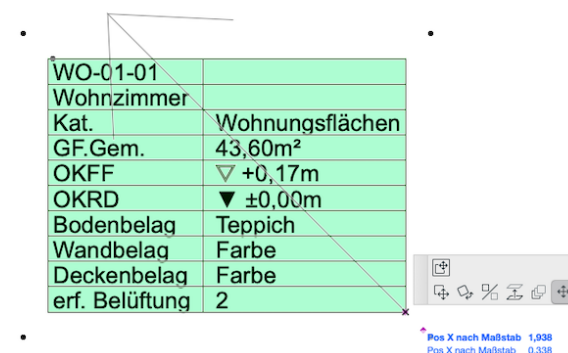 WO-01-01
Wohnzimmer
Kat. Wohnungsflächen
GF.Gem. 43,60m²
OKFF ▽ +0,17m
OKRD ▼ ±0,00m
Bodenbelag Teppich
Wandbelag Farbe
Deckenbelag Farbe
erf. Belüftung 2
Pos X nach Maßstab 1,938
Pos X nach Maßstab 0,338